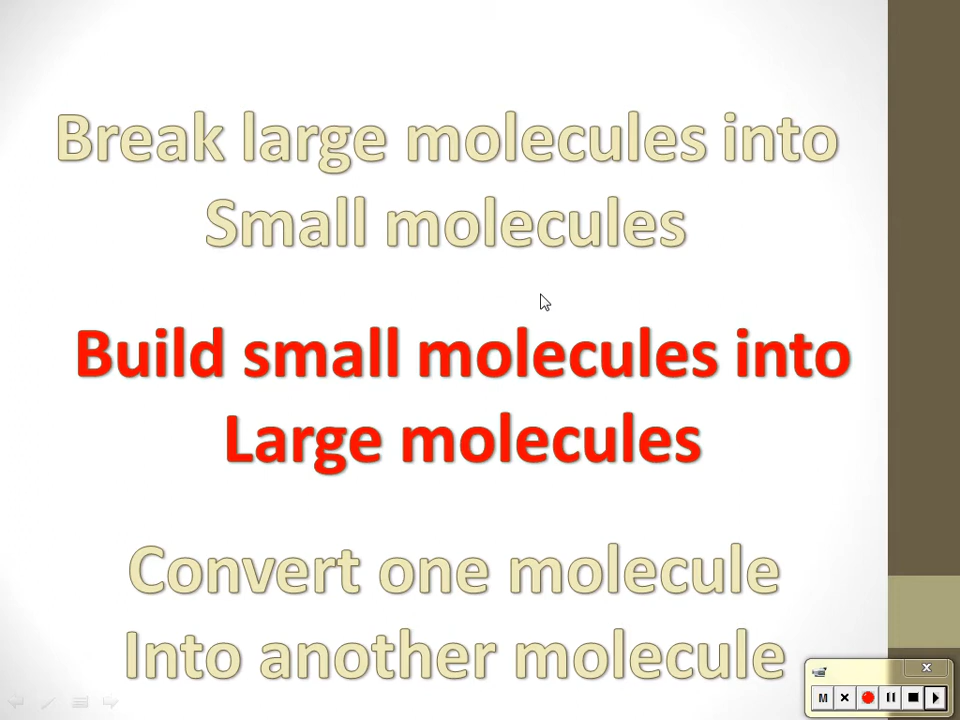 Break large molecules into
Small molecules
Build small molecules into
Large molecules
Convert one molecule
Into another molecule
M